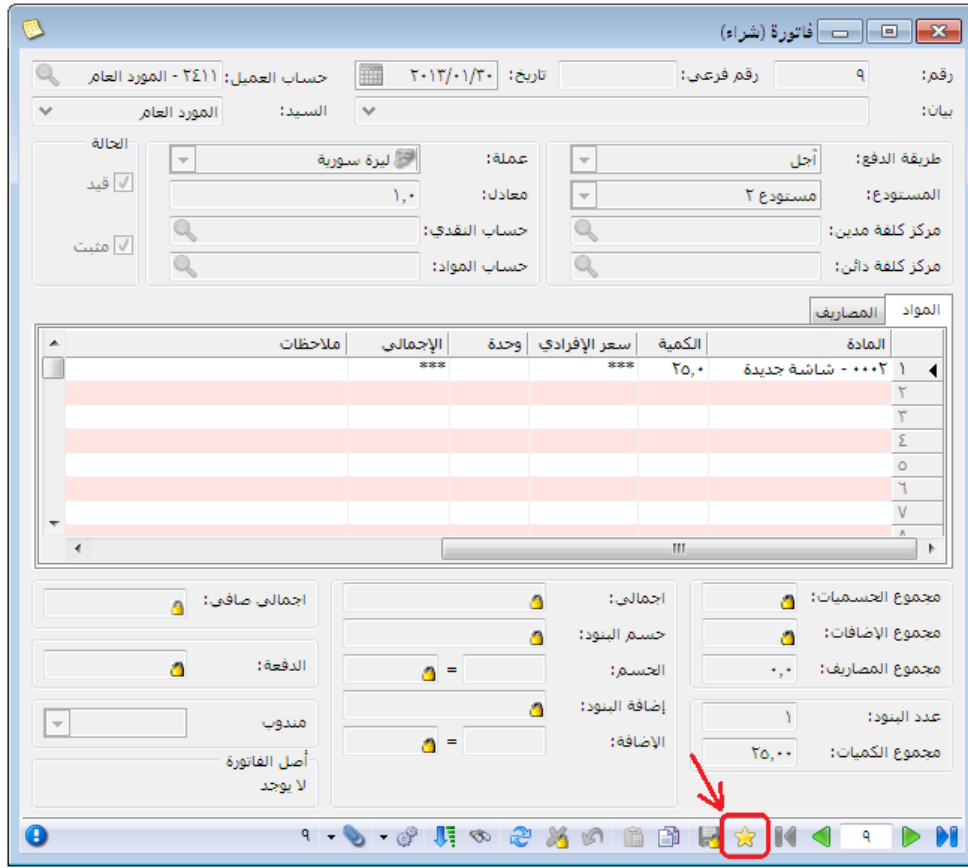 فاتورة (شراء)
رقم: ٩ رقم فرعي: تاريخ: ٢٠١٣/٠١/٣٠ حساب العميل: ٢٤١١ - المورد العام
بيان: السيد: المورد العام
طريقة الدفع: آجل عملة: ليرة سورية الحالة
المستودع: مستودع ٢ معادل: ١,٠ قيد
مركز كلفة مدين: حساب النقدي: مثبت
مركز كلفة دائن: حساب المواد:
المواد المصاريف
المادة الكمية سعر الإفرادي وحدة الإجمالي ملاحظات
١ ٠٠٠٢ - شاشة جديدة ٢٥,٠ *** ***
٢
٣
٤
٥
٦
٧
٨
مجموع الحسميات: اجمالي: اجمالي صافي:
مجموع الإضافات: حسم البنود:
مجموع المصاريف: ٠,٠ الحسم: = الدفعة:
عدد البنود: ١ إضافة البنود: مندوب
مجموع الكميات: ٢٥,٠٠ الإضافة: =
أصل الفاتورة
لا يوجد
٩ ٩